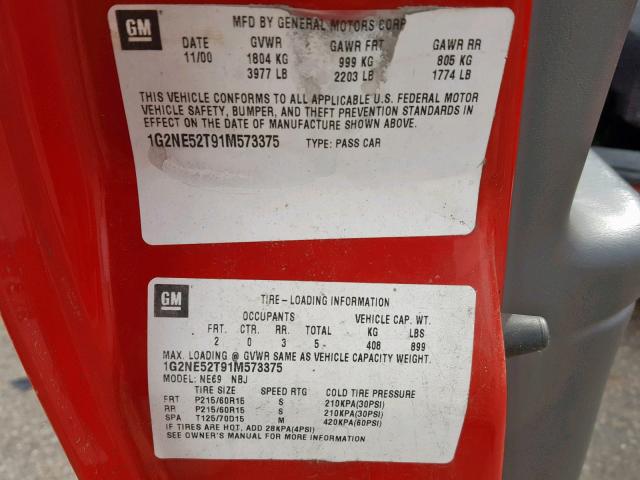 GM
MFD BY GENERAL MOTORS CORP
DATE GVWR GAWR FRT GAWR RR
11/00 1804 KG 999 KG 805 KG
3977 LB 2203 LB 1774 LB
THIS VEHICLE CONFORMS TO ALL APPLICABLE U.S. FEDERAL MOTOR
VEHICLE SAFETY, BUMPER, AND THEFT PREVENTION STANDARDS IN
EFFECT ON THE DATE OF MANUFACTURE SHOWN ABOVE.
1G2NE52T91M573375 TYPE: PASS CAR
GM
TIRE-LOADING INFORMATION
OCCUPANTS VEHICLE CAP. WT.
FRT. CTR. RR. TOTAL KG LBS
2 0 3 5 408 899
MAX. LOADING @ GVWR SAME AS VEHICLE CAPACITY WEIGHT.
1G2NE52T91M573375
MODEL: NE69 NBJ
TIRE SIZE SPEED RTG COLD TIRE PRESSURE
FRT P215/60R15 S 210KPA(30PSI)
RR P215/60R15 S 210KPA(30PSI)
SPA T125/70D15 M 420KPA(60PSI)
IF TIRES ARE HOT, ADD 28KPA(4PSI)
SEE OWNER'S MANUAL FOR MORE INFORMATION.